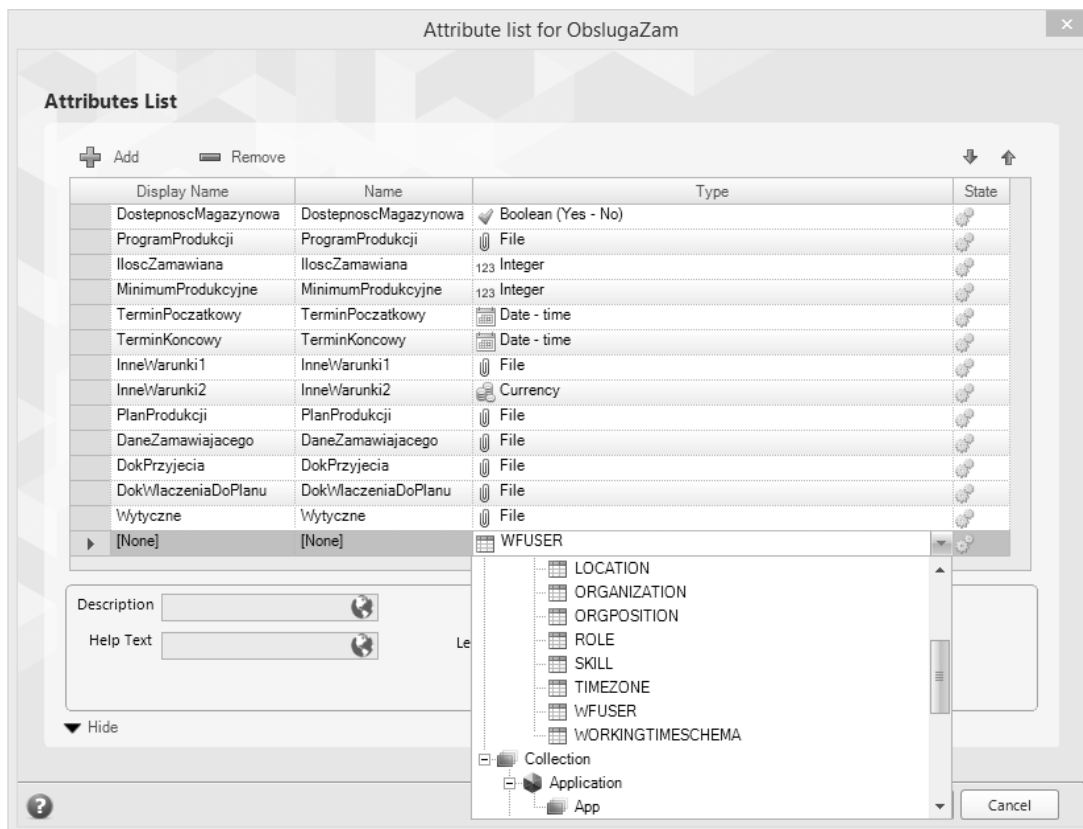 Attribute list for ObslugaZam
Attributes List
Add Remove
Display Name Name Type State
DostepnoscMagazynowa DostepnoscMagazynowa Boolean (Yes - No)
ProgramProdukcji ProgramProdukcji File
IloscZamawiana IloscZamawiana 123 Integer
MinimumProdukcyjne MinimumProdukcyjne 123 Integer
TerminPoczatkowy TerminPoczatkowy Date - time
TerminKoncowy TerminKoncowy Date - time
InneWarunki1 InneWarunki1 File
InneWarunki2 InneWarunki2 Currency
PlanProdukcji PlanProdukcji File
DaneZamawiajacego DaneZamawiajacego File
DokPrzyjecia DokPrzyjecia File
DokWlaczeniaDoPlanu DokWlaczeniaDoPlanu File
Wytyczne Wytyczne File
[None] [None] WFUSER
LOCATION
Description ORGANIZATION
ORGPOSITION
Help Text Le ROLE
SKILL
TIMEZONE
WFUSER
Hide WORKINGTIMESCHEMA
Collection
Application
? App Cancel